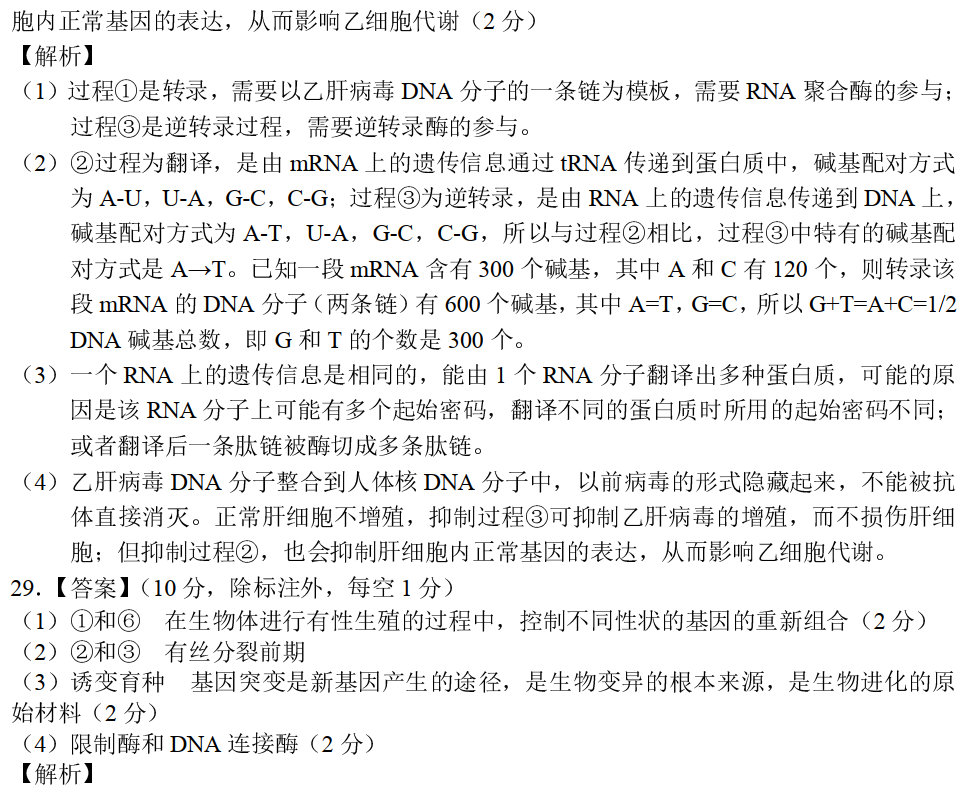 胞内正常基因的表达，从而影响乙细胞代谢（2 分）
【解析】
（1）过程①是转录，需要以乙肝病毒 DNA 分子的一条链为模板，需要 RNA 聚合酶的参与；
过程③是逆转录过程，需要逆转录酶的参与。
（2）②过程为翻译，是由 mRNA 上的遗传信息通过 tRNA 传递到蛋白质中，碱基配对方式
为 A-U，U-A，G-C，C-G；过程③为逆转录，是由 RNA 上的遗传信息传递到 DNA 上，
碱基配对方式为 A-T，U-A，G-C，C-G，所以与过程②相比，过程③中特有的碱基配
对方式是 A→T。已知一段 mRNA 含有 300 个碱基，其中 A 和 C 有 120 个，则转录该
段 mRNA 的 DNA 分子（两条链）有 600 个碱基，其中 A=T，G=C，所以 G+T=A+C=1/2
DNA 碱基总数，即 G 和 T 的个数是 300 个。
（3）一个 RNA 上的遗传信息是相同的，能由 1 个 RNA 分子翻译出多种蛋白质，可能的原
因是该 RNA 分子上可能有多个起始密码，翻译不同的蛋白质时所用的起始密码不同；
或者翻译后一条肽链被酶切成多条肽链。
（4）乙肝病毒 DNA 分子整合到人体核 DNA 分子中，以前病毒的形式隐藏起来，不能被抗
体直接消灭。正常肝细胞不增殖，抑制过程③可抑制乙肝病毒的增殖，而不损伤肝细
胞；但抑制过程②，也会抑制肝细胞内正常基因的表达，从而影响乙细胞代谢。
29．【答案】（10 分，除标注外，每空 1 分）
（1）①和⑥　在生物体进行有性生殖的过程中，控制不同性状的基因的重新组合（2 分）
（2）②和③　有丝分裂前期
（3）诱变育种　基因突变是新基因产生的途径，是生物变异的根本来源，是生物进化的原
始材料（2 分）
（4）限制酶和 DNA 连接酶（2 分）
【解析】